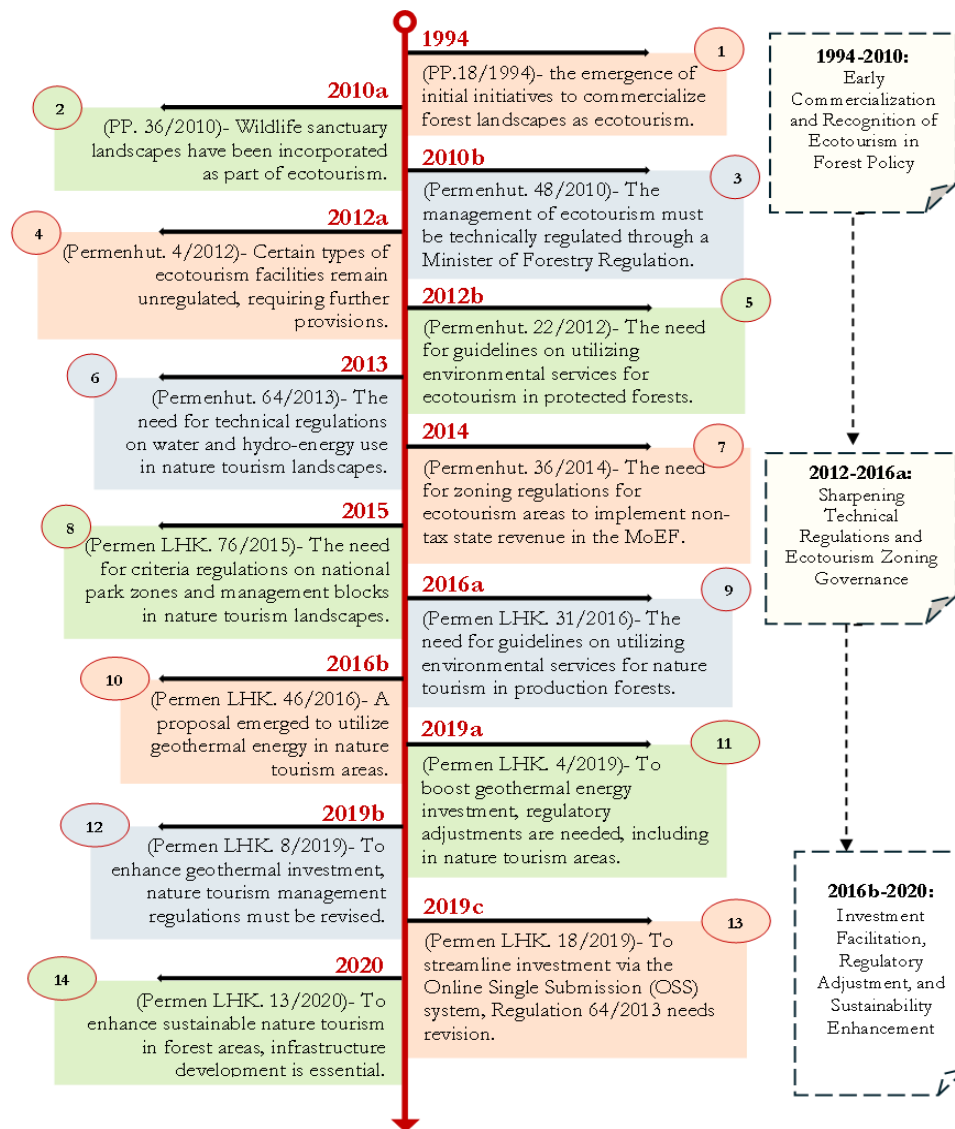 1994
1
(PP.18/1994)- the emergence of
initial initiatives to commercialize
forest landscapes as ecotourism.
2010a
2
(PP. 36/2010)- Wildlife sanctuary
landscapes have been incorporated
as part of ecotourism.
2010b
3
(Permenhut. 48/2010)- The
management of ecotourism must
be technically regulated through a
Minister of Forestry Regulation.
2012a
4
(Permenhut. 4/2012)- Certain types of
ecotourism facilities remain
unregulated, requiring further
provisions.
2012b
5
(Permenhut. 22/2012)- The need
for guidelines on utilizing
environmental services for
ecotourism in protected forests.
2013
6
(Permenhut. 64/2013)- The
need for technical regulations
on water and hydro-energy use
in nature tourism landscapes.
2014
7
(Permenhut. 36/2014)- The need
for zoning regulations for
ecotourism areas to implement non-
tax state revenue in the MoEF.
2015
8
(Permen LHK. 76/2015)- The need
for criteria regulations on national
park zones and management blocks
in nature tourism landscapes.
2016a
9
(Permen LHK. 31/2016)- The
need for guidelines on utilizing
environmental services for nature
tourism in production forests.
2016b
10
(Permen LHK. 46/2016)- A
proposal emerged to utilize
geothermal energy in nature
tourism areas.
2019a
11
(Permen LHK. 4/2019)- To
boost geothermal energy
investment, regulatory
adjustments are needed, including
in nature tourism areas.
2019b
12
(Permen LHK. 8/2019)- To
enhance geothermal investment,
nature tourism management
regulations must be revised.
2019c
13
(Permen LHK. 18/2019)- To
streamline investment via the
Online Single Submission (OSS)
system, Regulation 64/2013 needs
revision.
2020
14
(Permen LHK. 13/2020)- To
enhance sustainable nature tourism
in forest areas, infrastructure
development is essential.
1994-2010:
Early
Commercialization
and Recognition of
Ecotourism in
Forest Policy
2012-2016a:
Sharpening
Technical
Regulations and
Ecotourism Zoning
Governance
2016b-2020:
Investment
Facilitation,
Regulatory
Adjustment, and
Sustainability
Enhancement